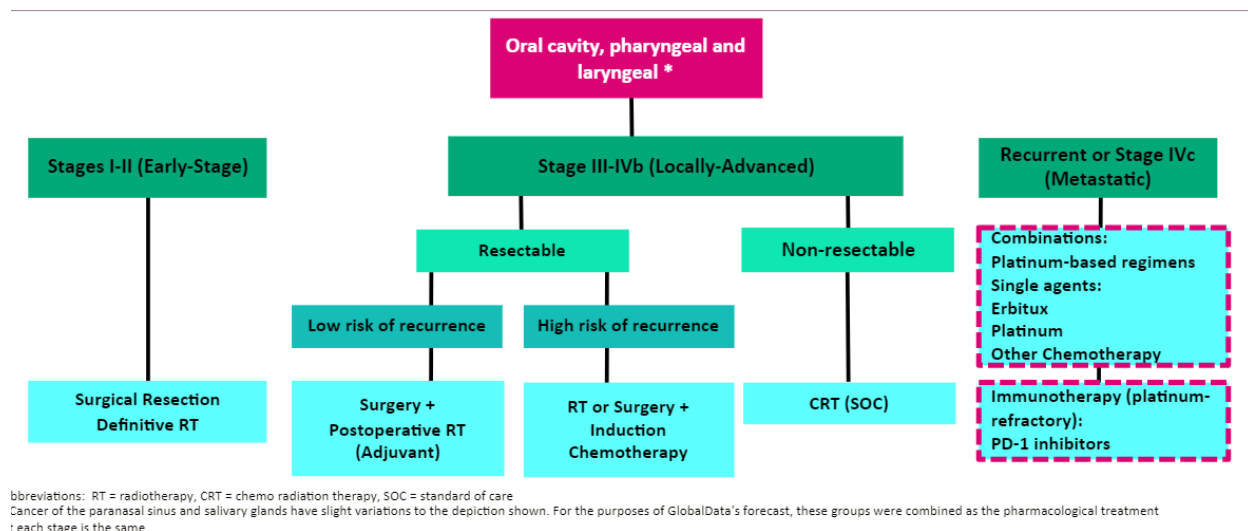 Oral cavity, pharyngeal and
laryngeal *
Stages I-II (Early-Stage)
Stage III-IVb (Locally-Advanced)
Recurrent or Stage IVc
(Metastatic)
Resectable
Non-resectable
Combinations:
Platinum-based regimens
Single agents:
Erbitux
Platinum
Other Chemotherapy
Low risk of recurrence
High risk of recurrence
Surgical Resection
Definitive RT
Surgery +
Postoperative RT
(Adjuvant)
RT or Surgery +
Induction
Chemotherapy
CRT (SOC)
Immunotherapy (platinum-
refractory):
PD-1 inhibitors
bbreviations: RT = radiotherapy, CRT = chemo radiation therapy, SOC = standard of care
Cancer of the paranasal sinus and salivary glands have slight variations to the depiction shown. For the purposes of GlobalData's forecast, these groups were combined as the pharmacological treatment
t each stage is the same